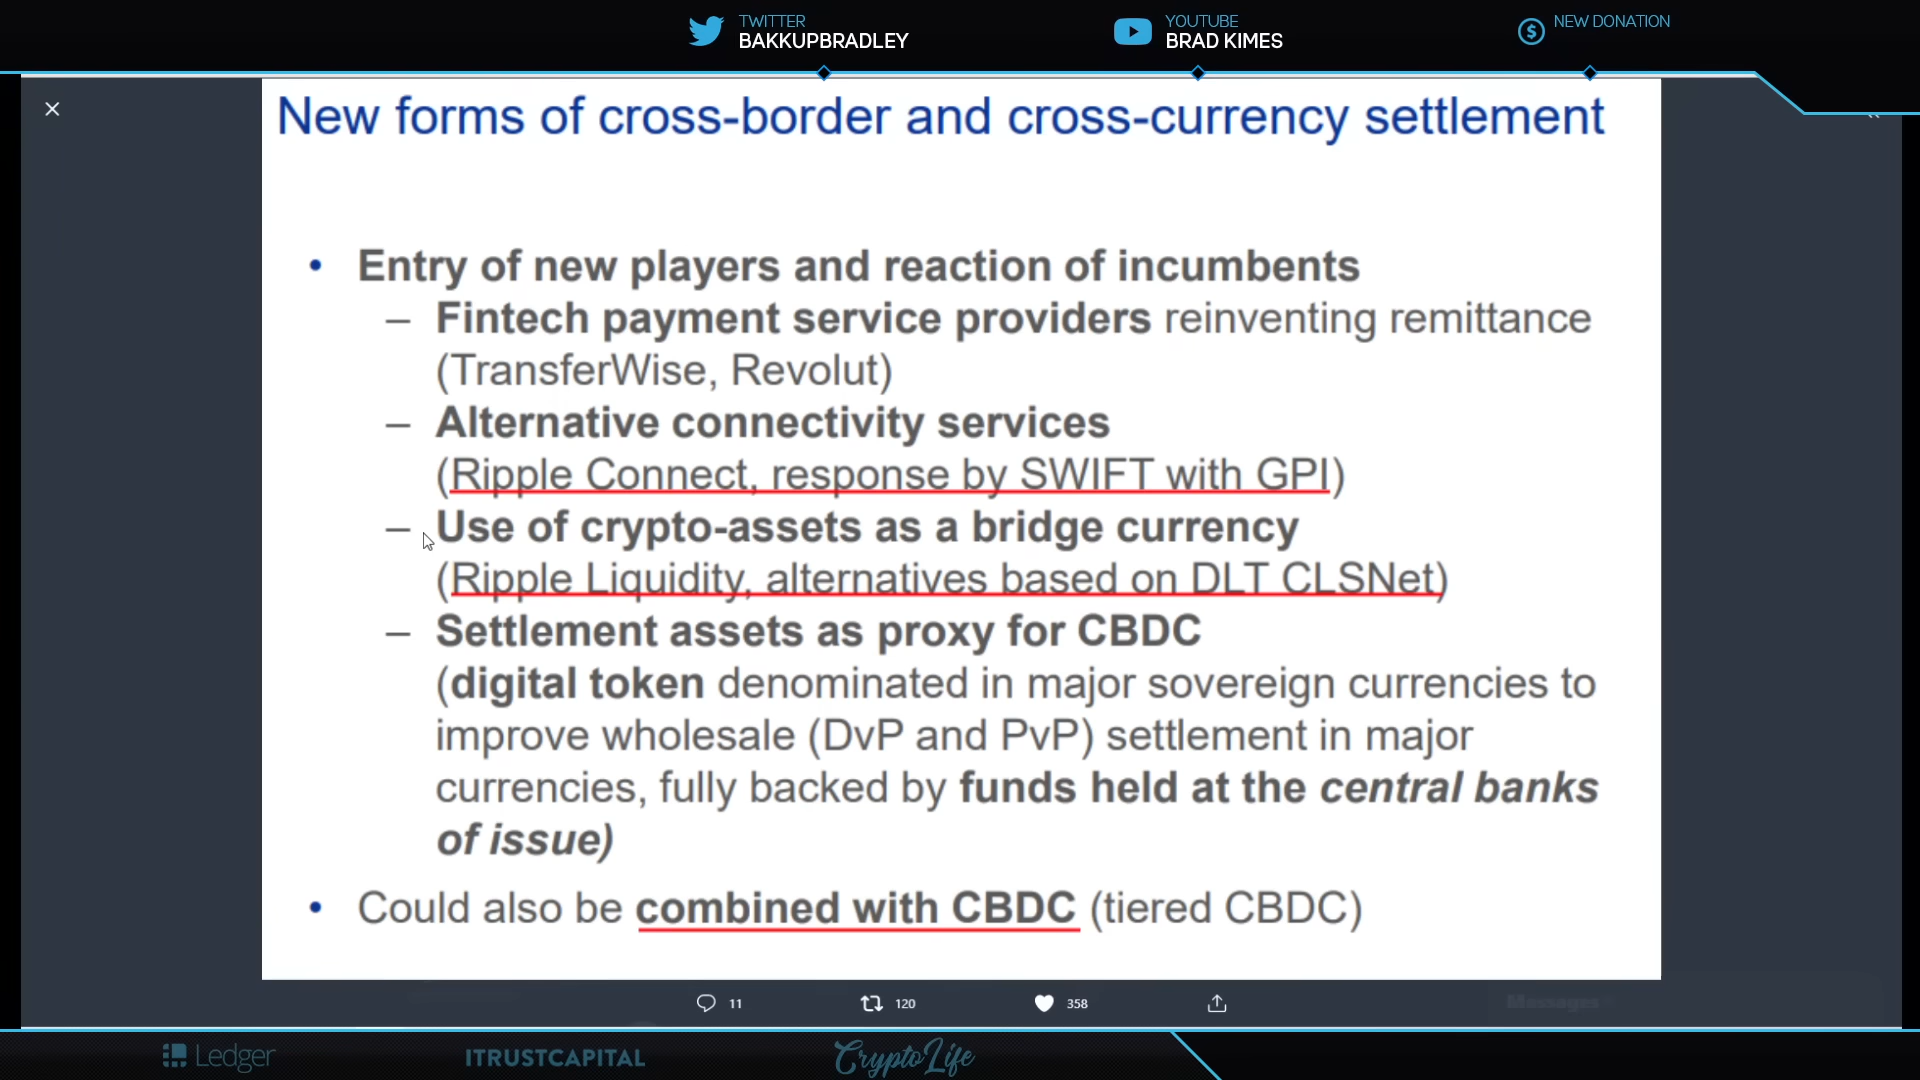 TWITTER
BAKKUPBRADLEY
YOUTUBE
BRAD KIMES
NEW DONATION
New forms of cross-border and cross-currency settlement
• Entry of new players and reaction of incumbents
– Fintech payment service providers reinventing remittance
(TransferWise, Revolut)
– Alternative connectivity services
(Ripple Connect, response by SWIFT with GPI)
– Use of crypto-assets as a bridge currency
(Ripple Liquidity, alternatives based on DLT CLSNet)
– Settlement assets as proxy for CBDC
(digital token denominated in major sovereign currencies to
improve wholesale (DvP and PvP) settlement in major
currencies, fully backed by funds held at the central banks
of issue)
• Could also be combined with CBDC (tiered CBDC)
11
120
358
Messages
Ledger
ITRUSTCAPITAL
CryptoLife